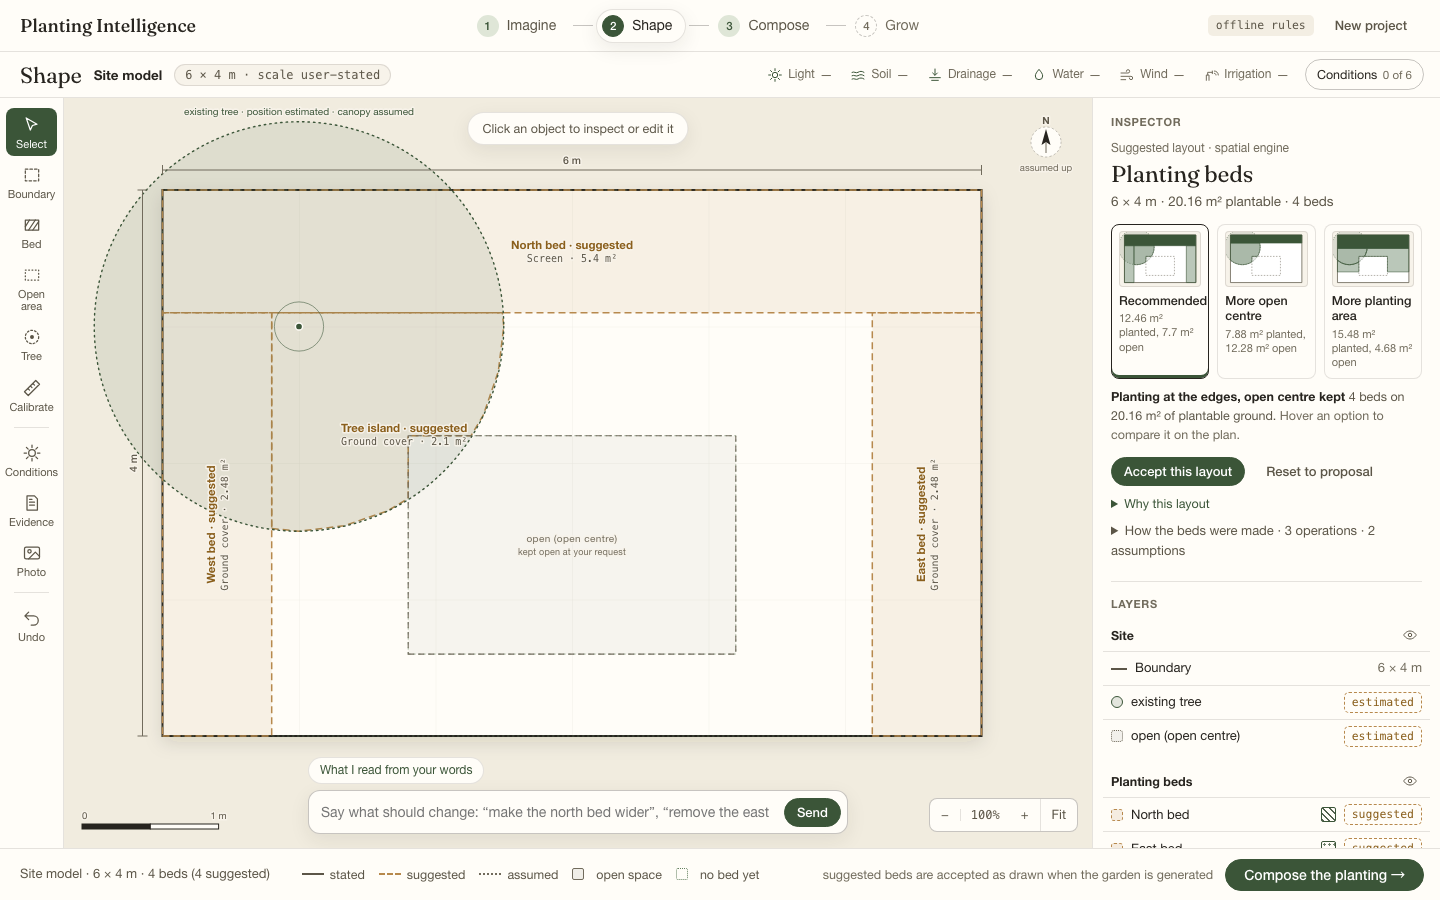 Planting Intelligence
1 Imagine
2 Shape
3 Compose
4 Grow
offline rules
New project
Shape
Site model
6 × 4 m · scale user-stated
Light —
Soil —
Drainage —
Water —
Wind —
Irrigation —
Conditions 0 of 6
Select
Boundary
Bed
Open
area
Tree
Calibrate
Conditions
Evidence
Photo
Undo
existing tree · position estimated · canopy assumed
Click an object to inspect or edit it
N
assumed up
6 m
4 m
North bed · suggested
Screen · 5.4 m²
Tree island · suggested
Ground cover · 2.1 m²
West bed · suggested
Ground cover · 2.48 m²
East bed · suggested
Ground cover · 2.48 m²
open (open centre)
kept open at your request
What I read from your words
Say what should change: “make the north bed wider”, “remove the east
Send
0
1 m
− 100% + Fit
INSPECTOR
Suggested layout · spatial engine
Planting beds
6 × 4 m · 20.16 m² plantable · 4 beds
Recommended
12.46 m²
planted, 7.7 m²
open
More open
centre
7.88 m² planted,
12.28 m² open
More planting
area
15.48 m²
planted, 4.68 m²
open
Planting at the edges, open centre kept 4 beds on
20.16 m² of plantable ground. Hover an option to
compare it on the plan.
Accept this layout
Reset to proposal
Why this layout
How the beds were made · 3 operations · 2
assumptions
LAYERS
Site
Boundary 6 × 4 m
existing tree estimated
open (open centre) estimated
Planting beds
North bed suggested
East bed suggested
Site model · 6 × 4 m · 4 beds (4 suggested)
stated
suggested
assumed
open space
no bed yet
suggested beds are accepted as drawn when the garden is generated
Compose the planting →